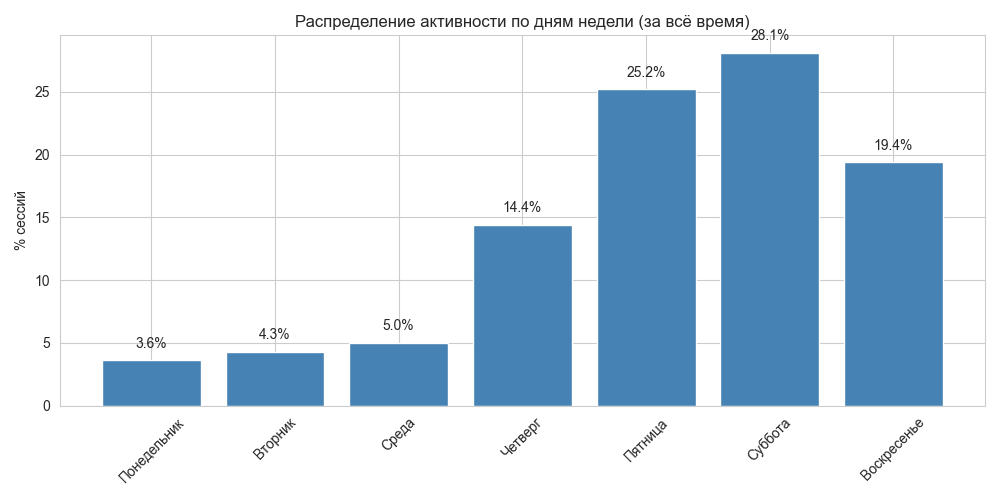 Распределение активности по дням недели (за всё время)
28.1%
25.2%
19.4%
14.4%
5.0%
4.3%
3.6%
% сессий
25
20
15
10
5
0
Понедельник
Вторник
Среда
Четверг
Пятница
Суббота
Воскресенье